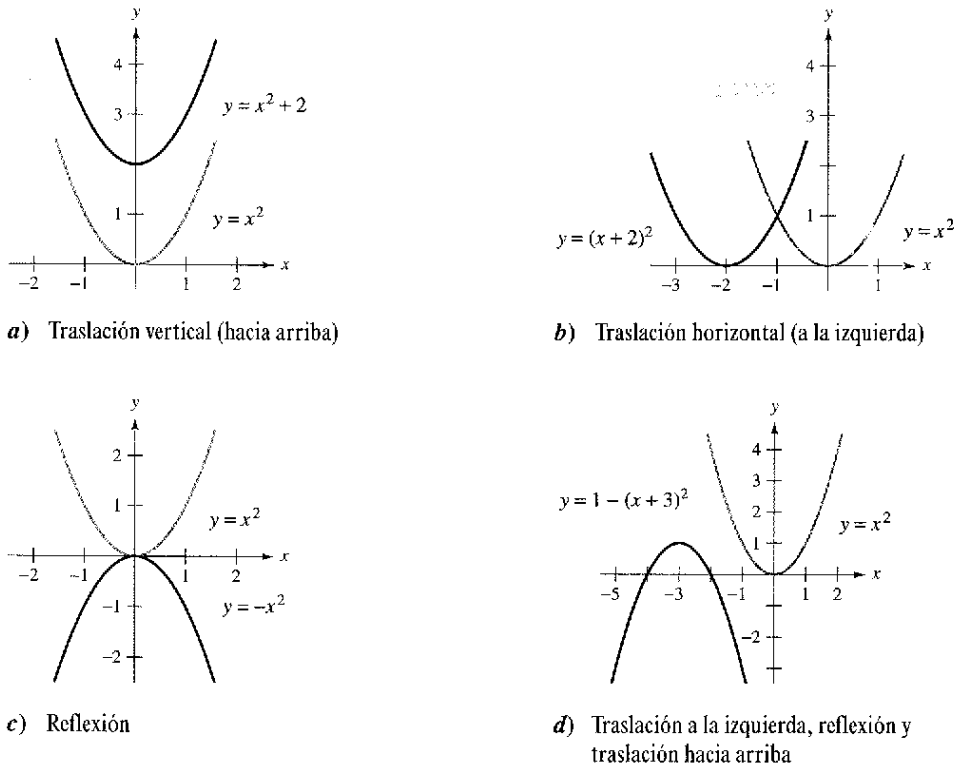 y
4
3
y = x² + 2
1
y = x²
x
−2 −1 1 2
a) Traslación vertical (hacia arriba)
y
4
3
y = (x + 2)²
1
y = x²
x
−3 −2 −1 1
b) Traslación horizontal (a la izquierda)
y
2
1
y = x²
x
−2 −1 1 2
−1
y = −x²
−2
c) Reflexión
y
4
3
y = 1 − (x + 3)²
2
y = x²
1
x
−5 −3 −1 1 2
−2
d) Traslación a la izquierda, reflexión y
traslación hacia arriba